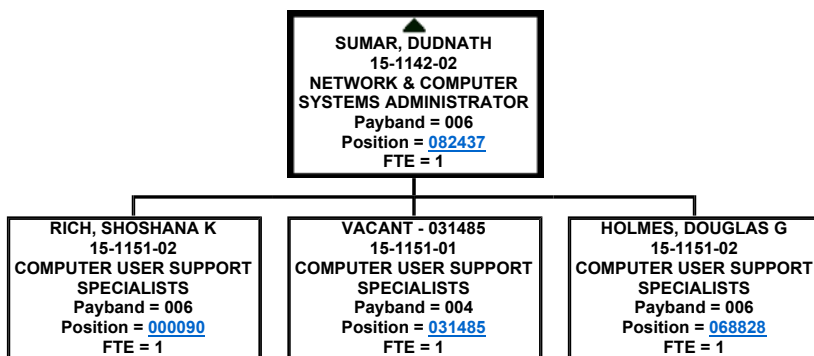 SUMAR, DUDNATH
15-1142-02
NETWORK & COMPUTER
SYSTEMS ADMINISTRATOR
Payband = 006
Position = 082437
FTE = 1
RICH, SHOSHANA K
15-1151-02
COMPUTER USER SUPPORT
SPECIALISTS
Payband = 006
Position = 000090
FTE = 1
VACANT - 031485
15-1151-01
COMPUTER USER SUPPORT
SPECIALISTS
Payband = 004
Position = 031485
FTE = 1
HOLMES, DOUGLAS G
15-1151-02
COMPUTER USER SUPPORT
SPECIALISTS
Payband = 006
Position = 068828
FTE = 1